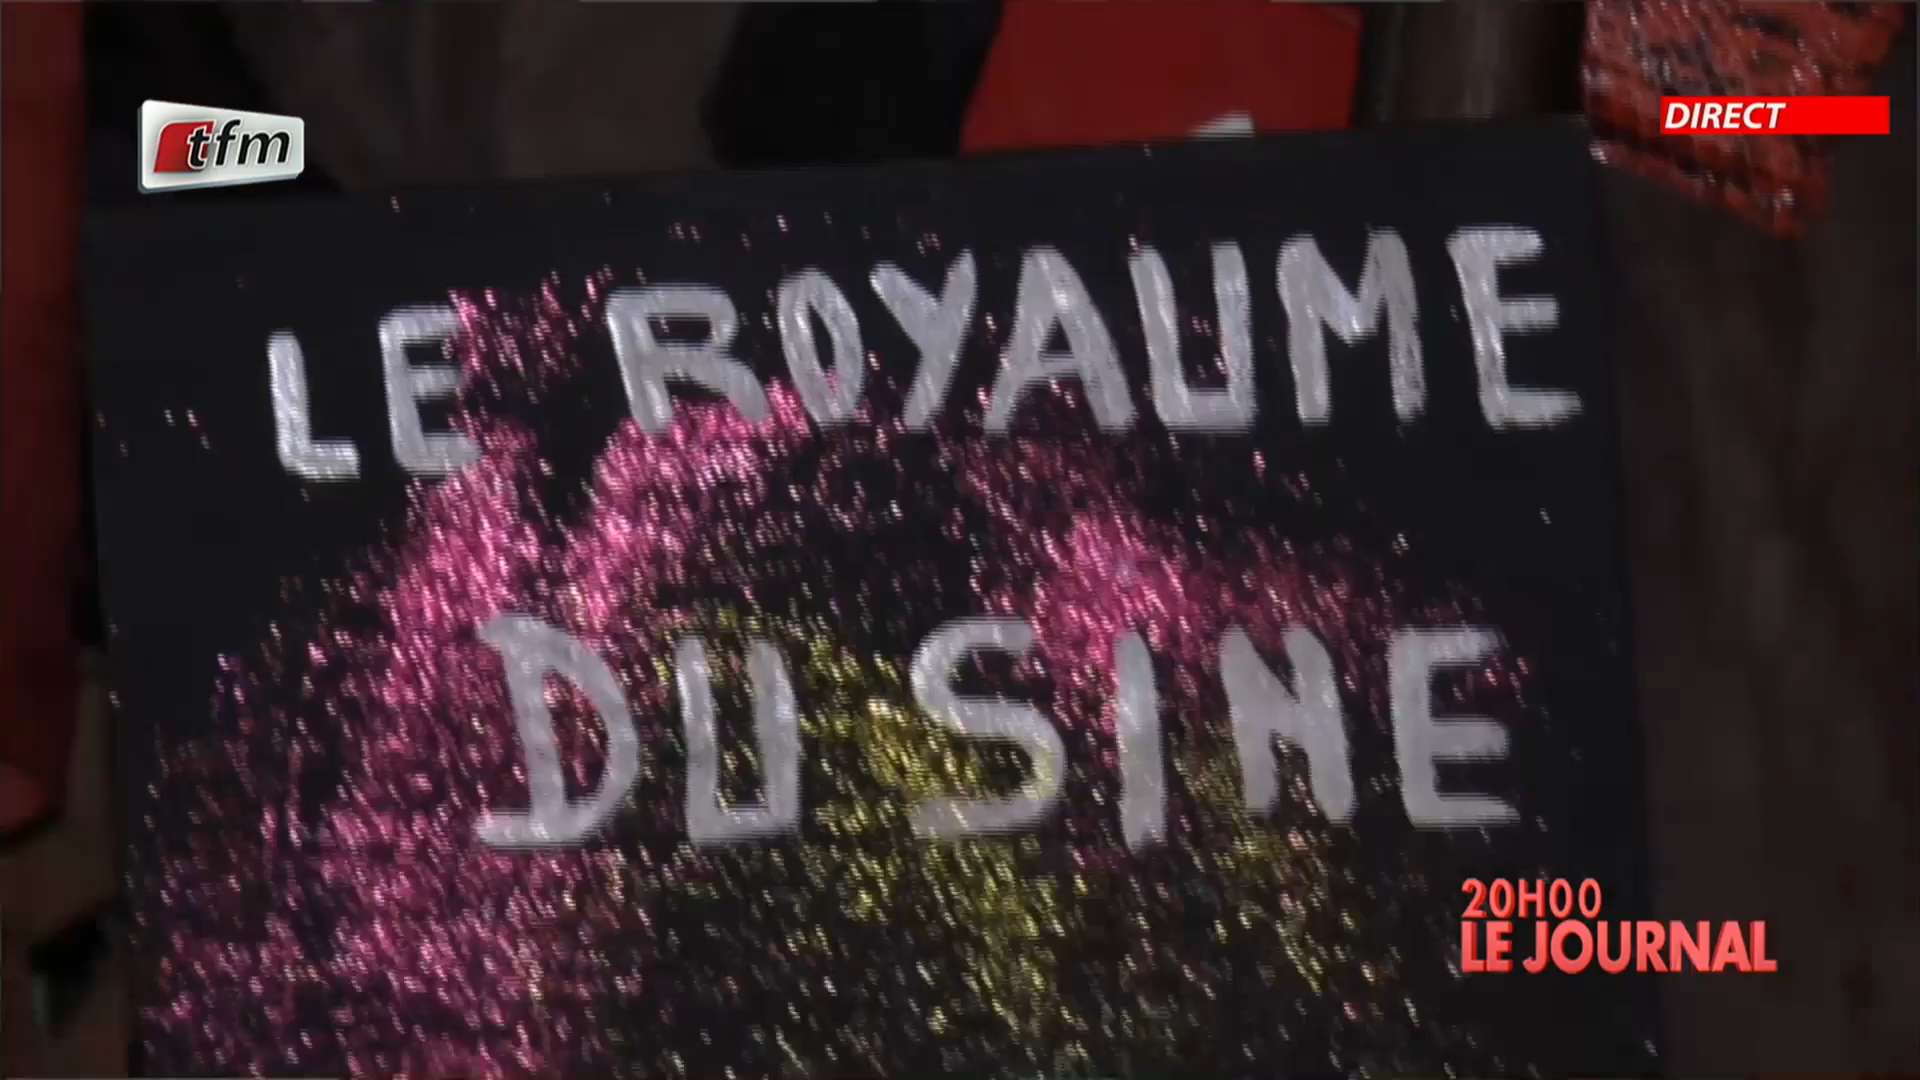 tfm
DIRECT
LE ROYAUME
DU SINE
20H00
LE JOURNAL